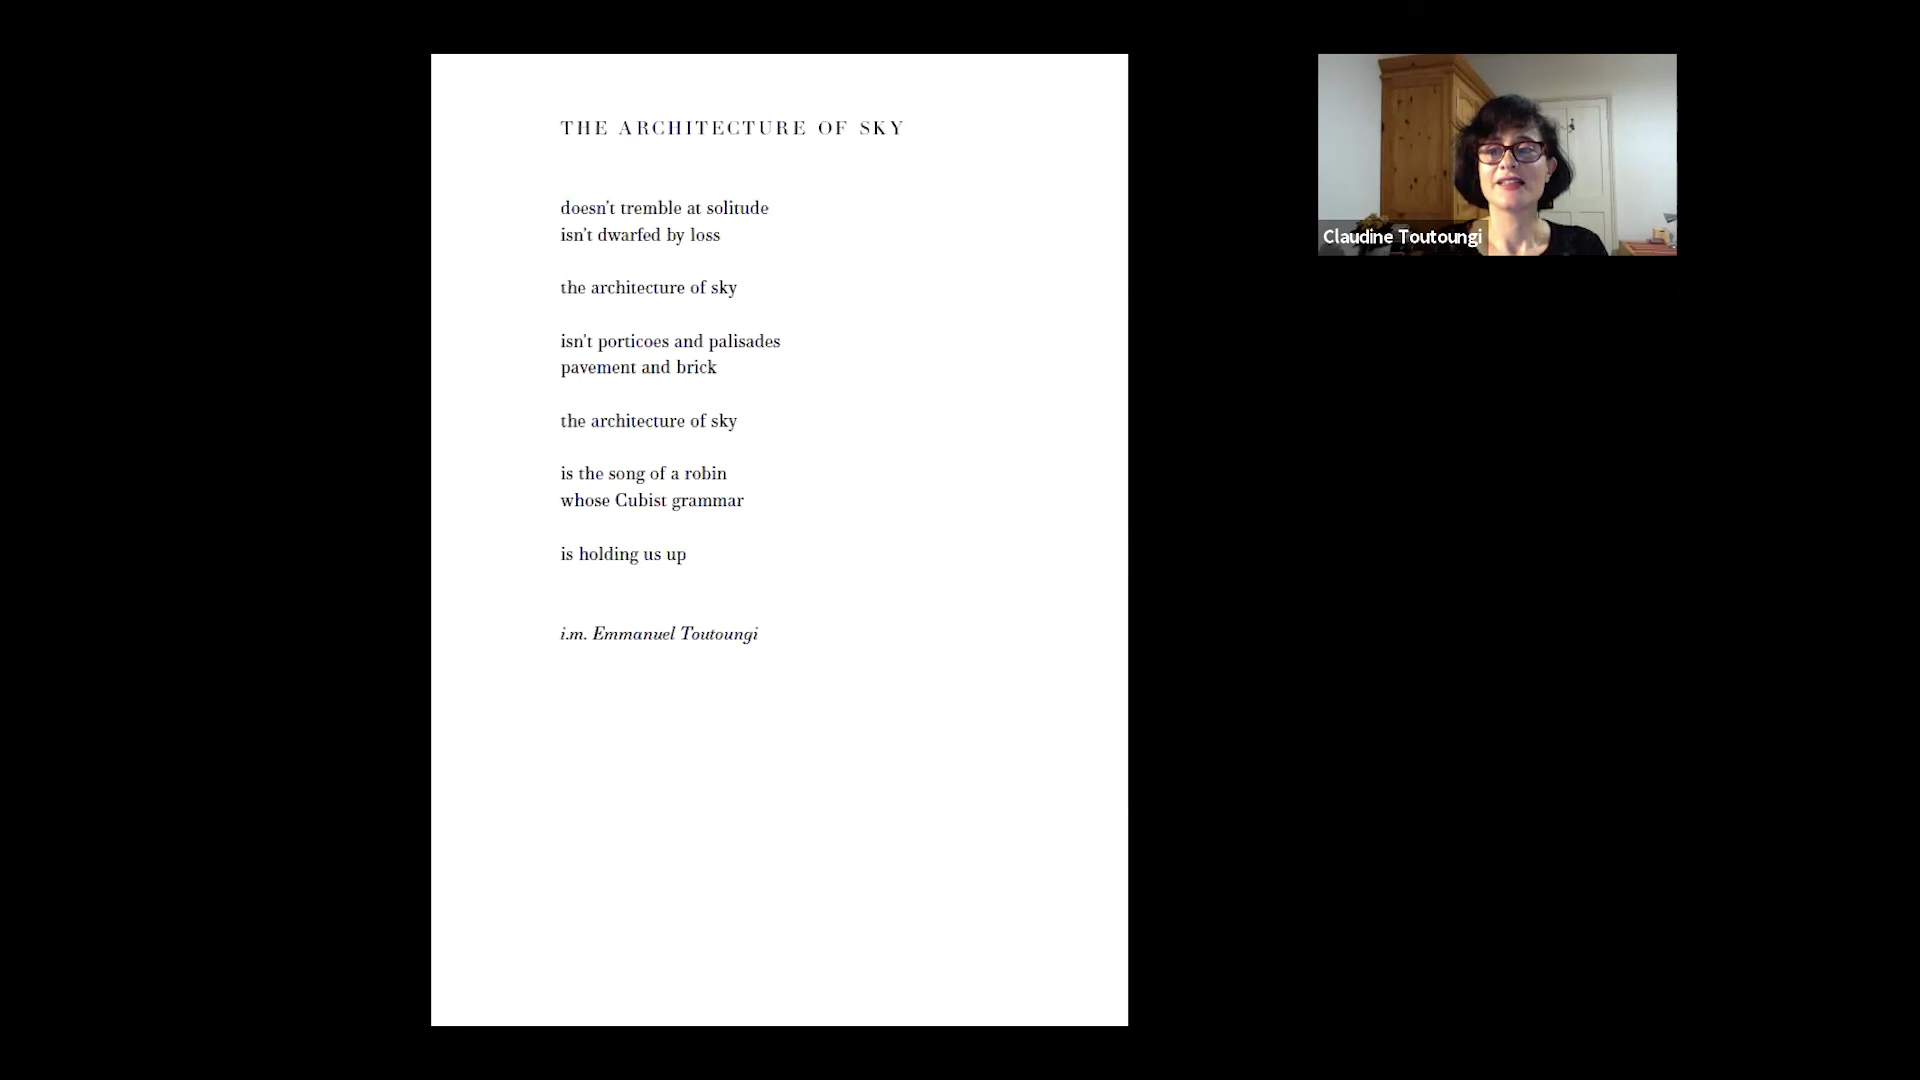 THE ARCHITECTURE OF SKY
doesn't tremble at solitude
isn't dwarfed by loss
the architecture of sky
isn't porticoes and palisades
pavement and brick
the architecture of sky
is the song of a robin
whose Cubist grammar
is holding us up
i.m. Emmanuel Toutoungi
Claudine Toutoungi